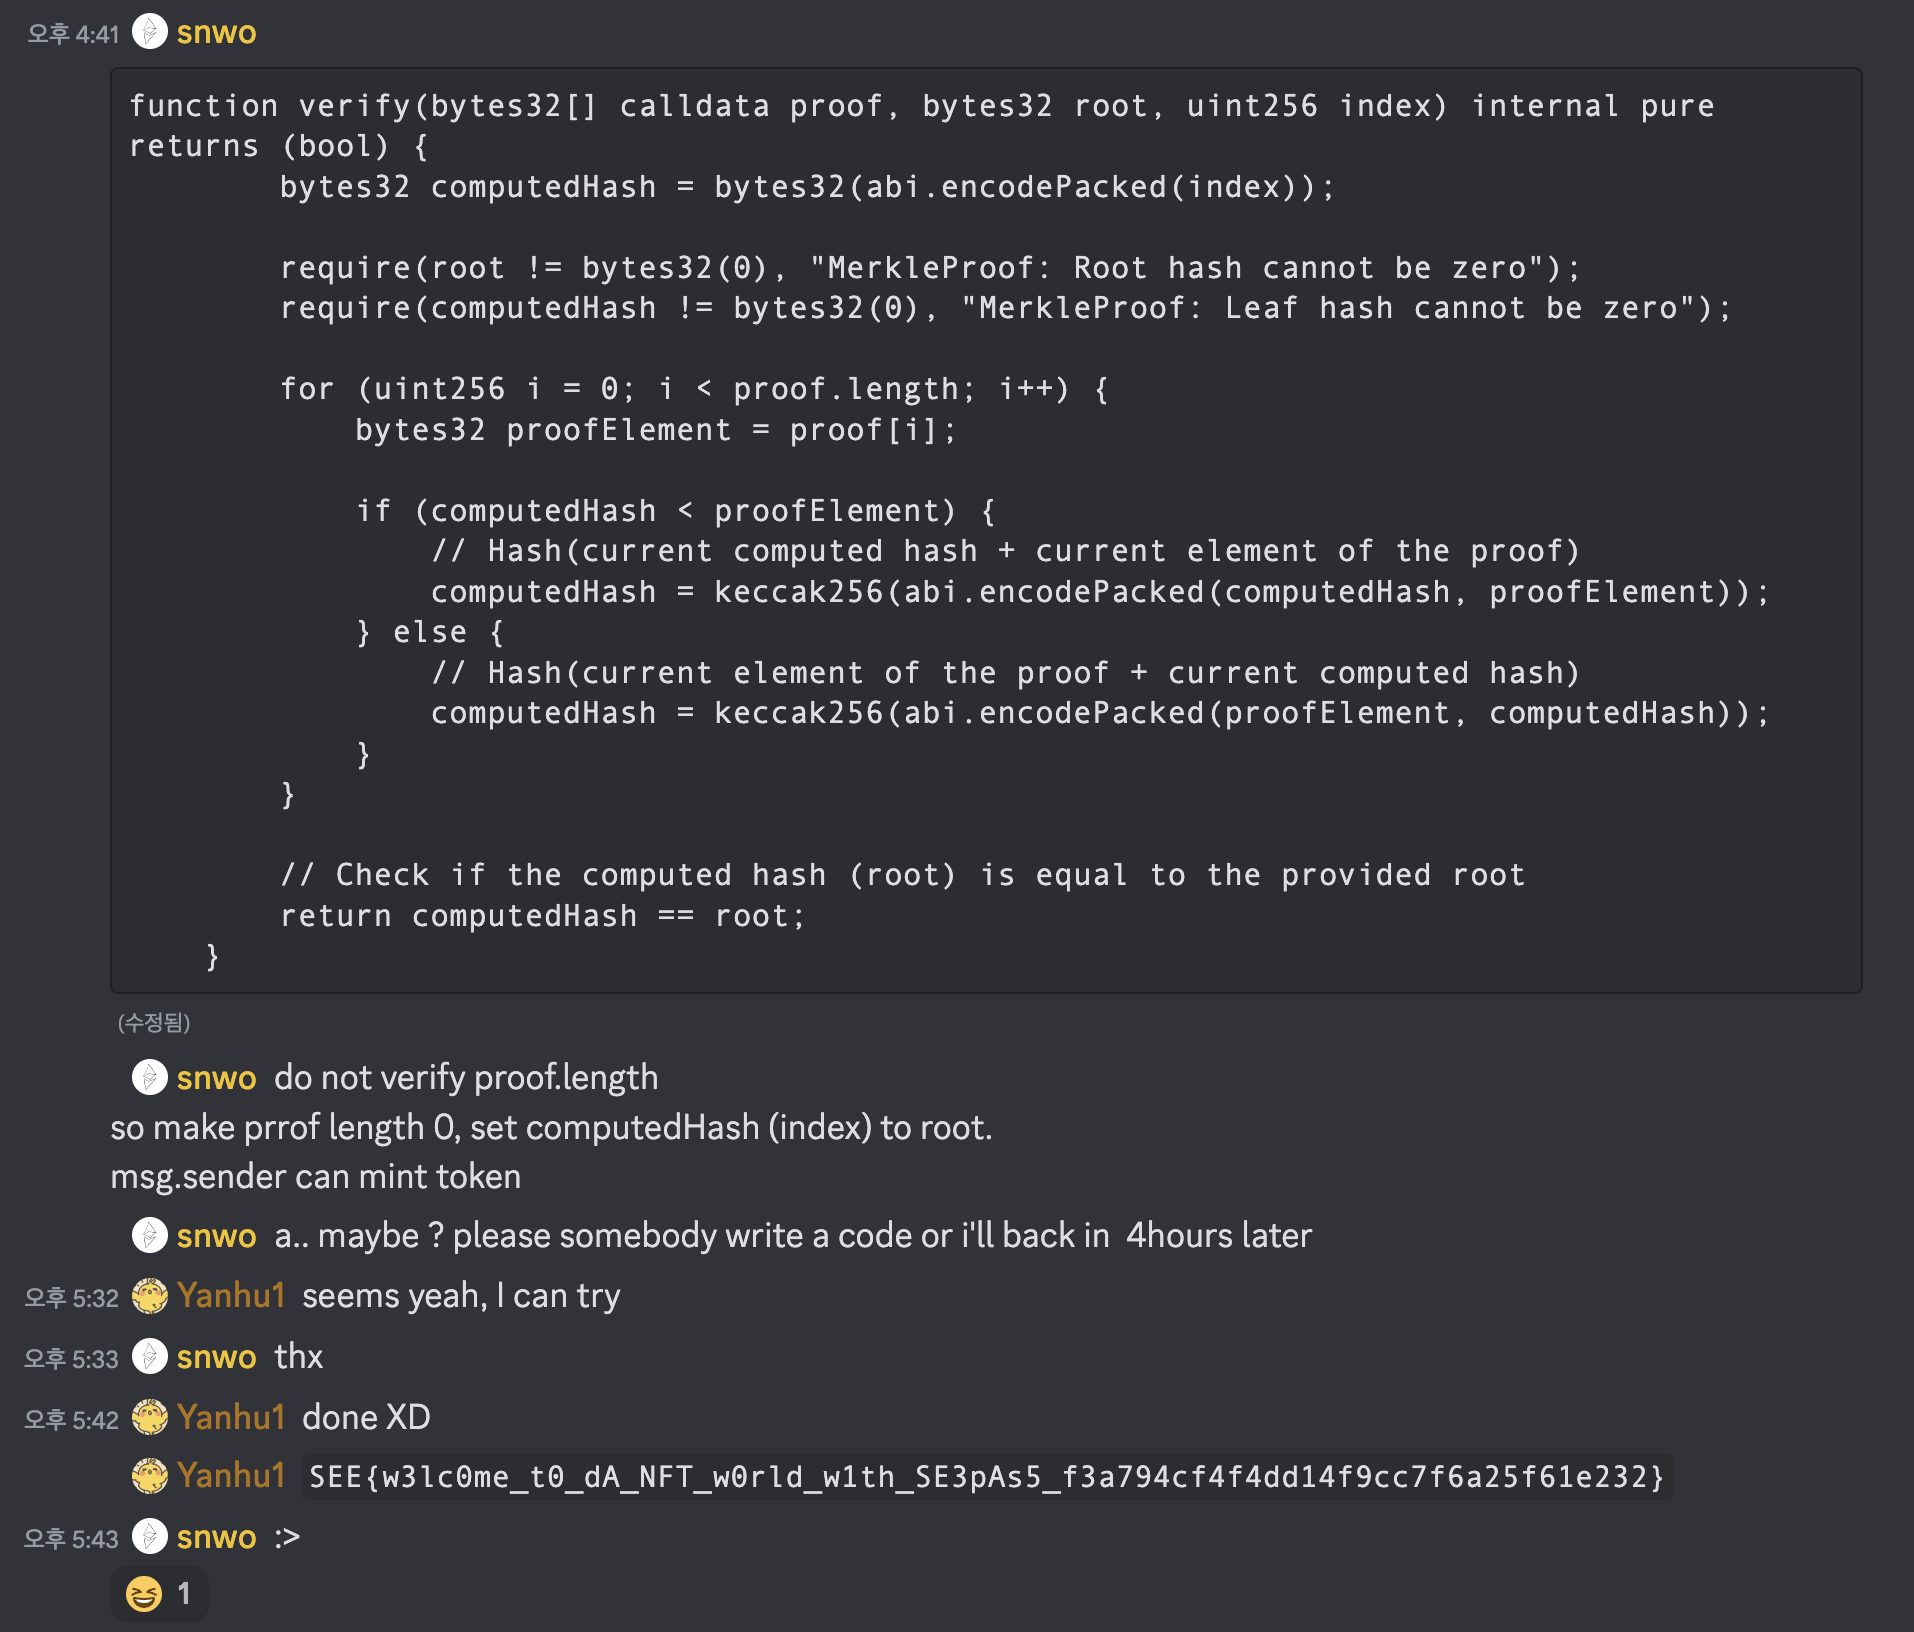 오후 4:41 snwo
function verify(bytes32[] calldata proof, bytes32 root, uint256 index) internal pure
returns (bool) {
        bytes32 computedHash = bytes32(abi.encodePacked(index));

        require(root != bytes32(0), "MerkleProof: Root hash cannot be zero");
        require(computedHash != bytes32(0), "MerkleProof: Leaf hash cannot be zero");

        for (uint256 i = 0; i < proof.length; i++) {
            bytes32 proofElement = proof[i];

            if (computedHash < proofElement) {
                // Hash(current computed hash + current element of the proof)
                computedHash = keccak256(abi.encodePacked(computedHash, proofElement));
            } else {
                // Hash(current element of the proof + current computed hash)
                computedHash = keccak256(abi.encodePacked(proofElement, computedHash));
            }
        }

        // Check if the computed hash (root) is equal to the provided root
        return computedHash == root;
    }
(수정됨)
snwo do not verify proof.length
so make prrof length 0, set computedHash (index) to root.
msg.sender can mint token
snwo a.. maybe ? please somebody write a code or i'll back in  4hours later
오후 5:32 Yanhu1 seems yeah, I can try
오후 5:33 snwo thx
오후 5:42 Yanhu1 done XD
Yanhu1 SEE{w3lc0me_t0_dA_NFT_w0rld_w1th_SE3pAs5_f3a794cf4f4dd14f9cc7f6a25f61e232}
오후 5:43 snwo :>
1